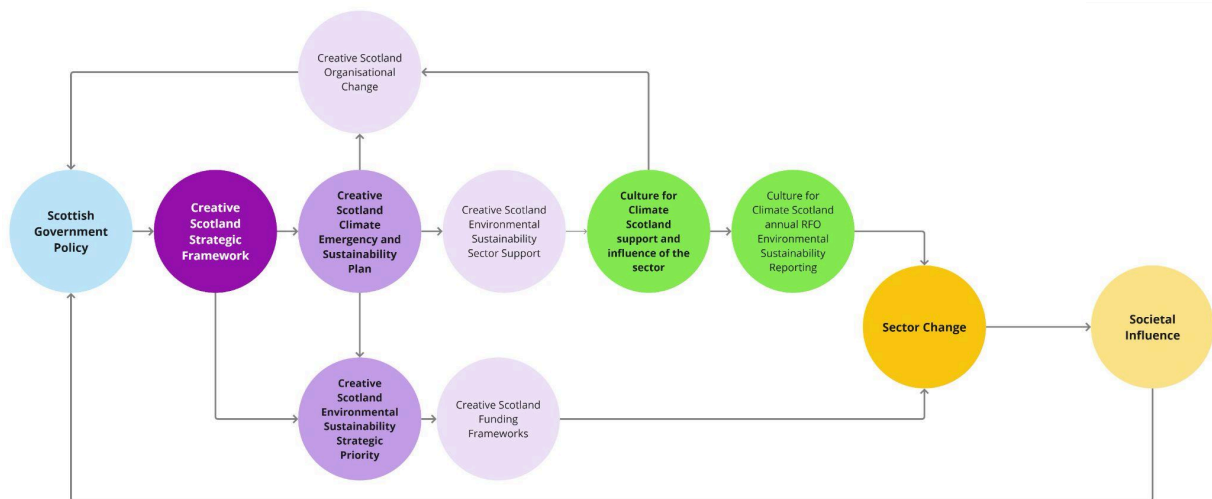 Creative Scotland
Organisational
Change
Scottish
Government
Policy
Creative
Scotland
Strategic
Framework
Creative
Scotland
Climate
Emergency and
Sustainability
Plan
Creative Scotland
Environmental
Sustainability
Sector Support
Culture for
Climate
Scotland
support and
influence of the
sector
Culture for
Climate Scotland
annual RFO
Environmental
Sustainability
Reporting
Sector Change
Societal
Influence
Creative
Scotland
Environmental
Sustainability
Strategic
Priority
Creative Scotland
Funding
Frameworks